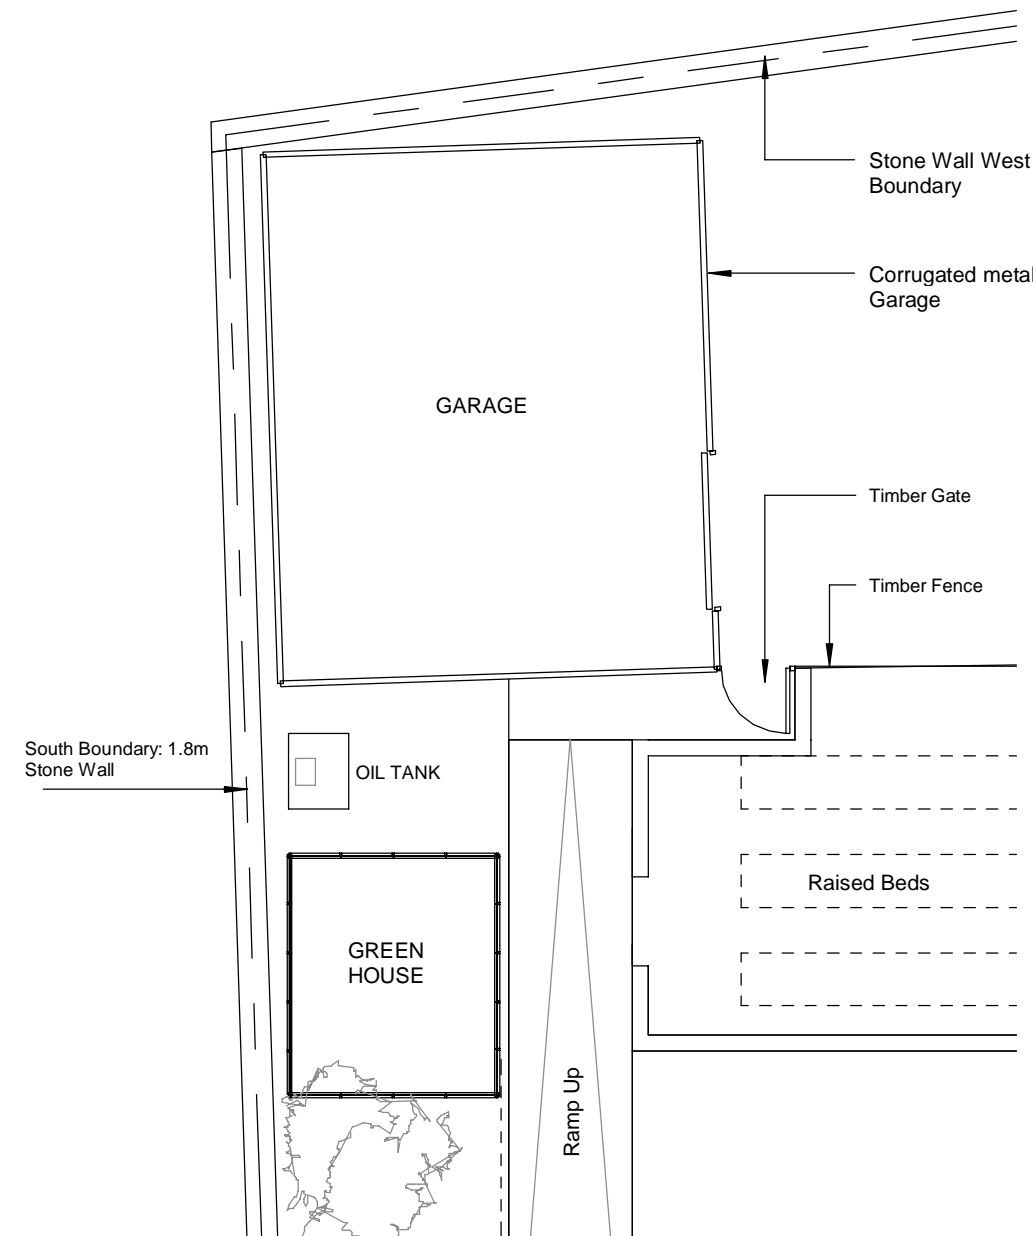 Stone Wall West
Boundary
Corrugated metal
Garage
GARAGE
Timber Gate
Timber Fence
South Boundary: 1.8m
Stone Wall
OIL TANK
Raised Beds
GREEN
HOUSE
Ramp Up